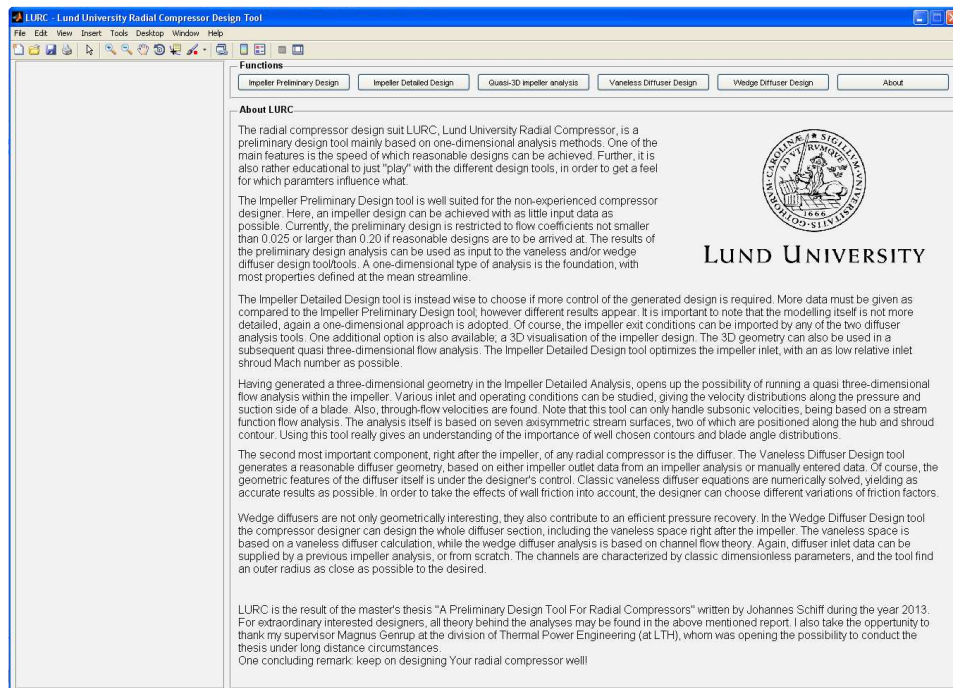 LURC - Lund University Radial Compressor Design Tool
File Edit View Insert Tools Desktop Window Help
Functions
Impeller Preliminary Design
Impeller Detailed Design
Quasi-3D impeller analysis
Vaneless Diffuser Design
Wedge Diffuser Design
About
About LURC
The radial compressor design suit LURC, Lund University Radial Compressor, is a
preliminary design tool mainly based on one-dimensional analysis methods. One of the
main features is the speed of which reasonable designs can be achieved. Further, it is
also rather educational to just "play" with the different design tools, in order to get a feel
for which paramters influence what.
The Impeller Preliminary Design tool is well suited for the non-experienced compressor
designer. Here, an impeller design can be achieved with as little input data as
possible. Currently, the preliminary design is restricted to flow coefficients not smaller
than 0.025 or larger than 0.20 if reasonable designs are to be arrived at. The results of
the preliminary design analysis can be used as input to the vaneless and/or wedge
diffuser design tool/tools. A one-dimensional type of analysis is the foundation, with
most properties defined at the mean streamline.
1666
LUND UNIVERSITY
The Impeller Detailed Design tool is instead wise to choose if more control of the generated design is required. More data must be given as
compared to the Impeller Preliminary Design tool; however different results appear. It is important to note that the modelling itself is not more
detailed, again a one-dimensional approach is adopted. Of course, the impeller exit conditions can be imported by any of the two diffuser
analysis tools. One additional option is also available; a 3D visualisation of the impeller design. The 3D geometry can also be used in a
subsequent quasi three-dimensional flow analysis. The Impeller Detailed Design tool optimizes the impeller inlet, with an as low relative inlet
shroud Mach number as possible.
Having generated a three-dimensional geometry in the Impeller Detailed Analysis, opens up the possibility of running a quasi three-dimensional
flow analysis within the impeller. Various inlet and operating conditions can be studied, giving the velocity distributions along the pressure and
suction side of a blade. Also, through-flow velocities are found. Note that this tool can only handle subsonic velocities, being based on a stream
function flow analysis. The analysis itself is based on seven axisymmetric stream surfaces, two of which are positioned along the hub and shroud
contour. Using this tool really gives an understanding of the importance of well chosen contours and blade angle distributions.
The second most important component, right after the impeller, of any radial compressor is the diffuser. The Vaneless Diffuser Design tool
generates a reasonable diffuser geometry, based on either impeller outlet data from an impeller analysis or manually entered data. Of course, the
geometric features of the diffuser itself is under the designer's control. Classic vaneless diffuser equations are numerically solved, yielding as
accurate results as possible. In order to take the effects of wall friction into account, the designer can choose different variations of friction factors.
Wedge diffusers are not only geometrically interesting, they also contribute to an efficient pressure recovery. In the Wedge Diffuser Design tool
the compressor designer can design the whole diffuser section, including the vaneless space right after the impeller. The vaneless space is
based on a vaneless diffuser calculation, while the wedge diffuser analysis is based on channel flow theory. Again, diffuser inlet data can be
supplied by a previous impeller analysis, or from scratch. The channels are characterized by classic dimensionless parameters, and the tool find
an outer radius as close as possible to the desired.
LURC is the result of the master's thesis "A Preliminary Design Tool For Radial Compressors" written by Johannes Schiff during the year 2013.
For extraordinary interested designers, all theory behind the analyses may be found in the above mentioned report. I also take the opportunity to
thank my supervisor Magnus Genrup at the division of Thermal Power Engineering (at LTH), whom was opening the possibility to conduct the
thesis under long distance circumstances.
One concluding remark: keep on designing Your radial compressor well!